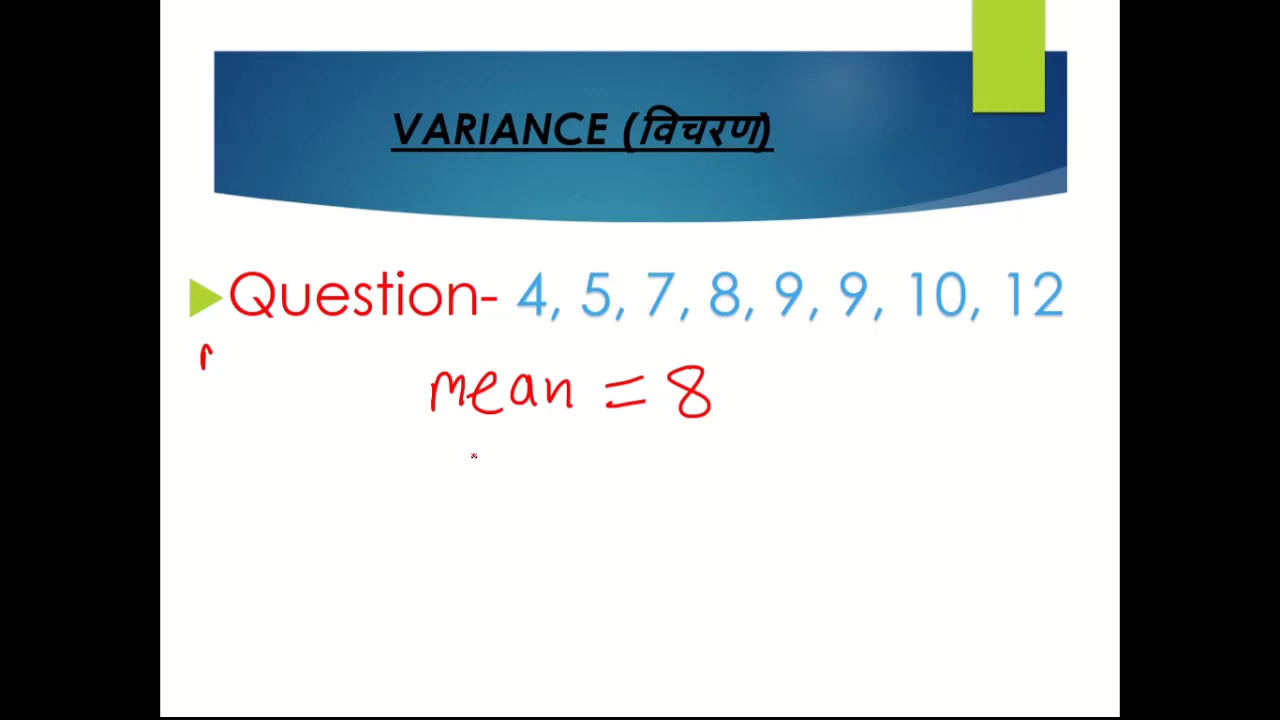 VARIANCE (विचरण)
Question- 4, 5, 7, 8, 9, 9, 10, 12
mean = 8